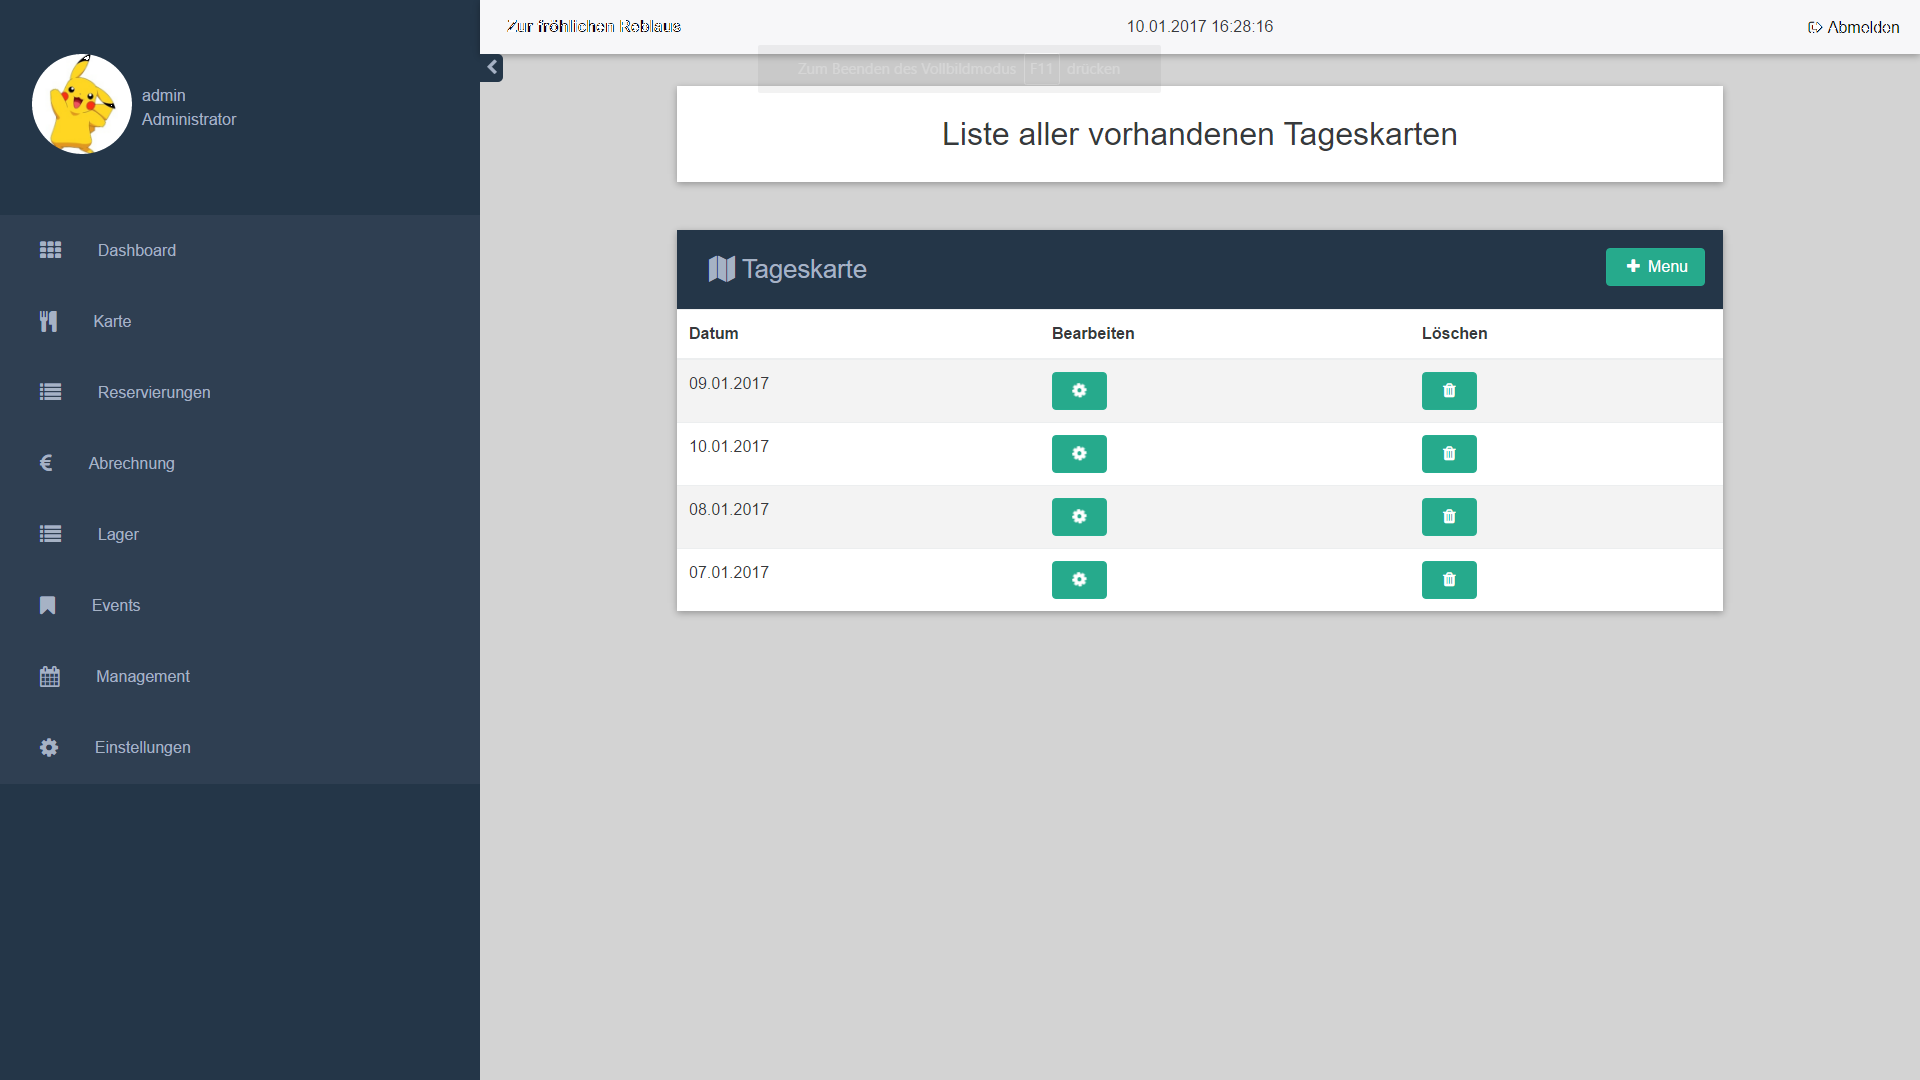 Zur fröhlichen Reblaus
10.01.2017 16:28:16
Abmelden
Zum Beenden des Vollbildmodus F11 drücken
admin
Administrator
Dashboard
Karte
Reservierungen
Abrechnung
Lager
Events
Management
Einstellungen
Liste aller vorhandenen Tageskarten
Tageskarte
Menu
Datum Bearbeiten Löschen
09.01.2017
10.01.2017
08.01.2017
07.01.2017